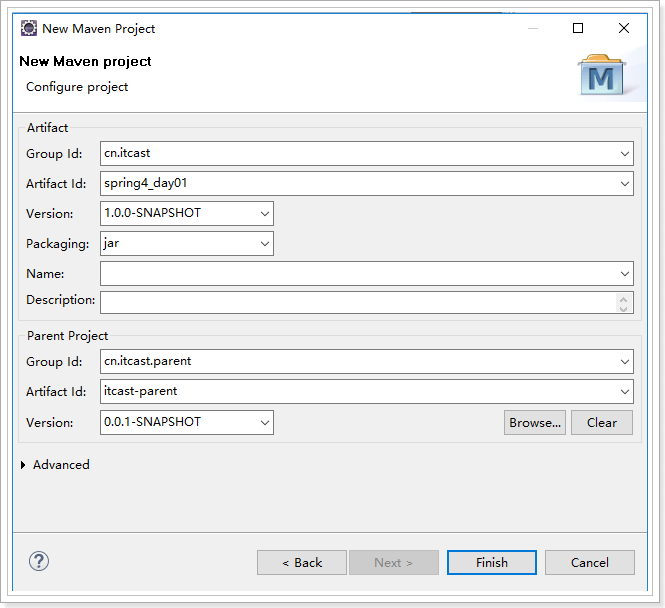 New Maven Project
New Maven project
Configure project
M
Artifact
Group Id: cn.itcast
Artifact Id: spring4_day01
Version: 1.0.0-SNAPSHOT
Packaging: jar
Name:
Description:
Parent Project
Group Id: cn.itcast.parent
Artifact Id: itcast-parent
Version: 0.0.1-SNAPSHOT Browse... Clear
Advanced
? < Back Next > Finish Cancel